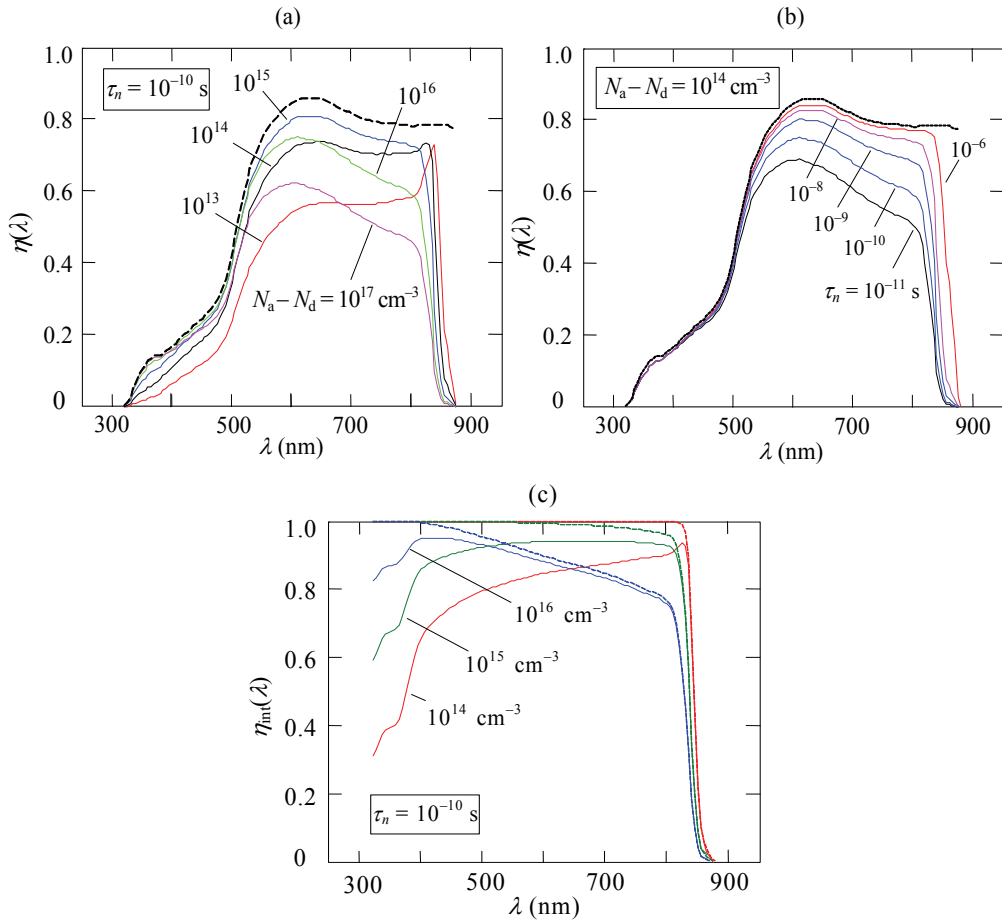 (a)
1.0
0.8
0.6
0.4
0.2
0
η(λ)
300
500
700
900
λ (nm)
τn = 10⁻¹⁰ s
10¹⁵
10¹⁶
10¹⁴
10¹³
Na – Nd = 10¹⁷ cm⁻³
(b)
1.0
0.8
0.6
0.4
0.2
0
η(λ)
300
500
700
900
λ (nm)
Na – Nd = 10¹⁴ cm⁻³
10⁻⁶
10⁻⁸
10⁻⁹
10⁻¹⁰
τn = 10⁻¹¹ s
(c)
1.0
0.8
0.6
0.4
0.2
0
ηint(λ)
300
500
700
900
λ (nm)
10¹⁶ cm⁻³
10¹⁵ cm⁻³
10¹⁴ cm⁻³
τn = 10⁻¹⁰ s